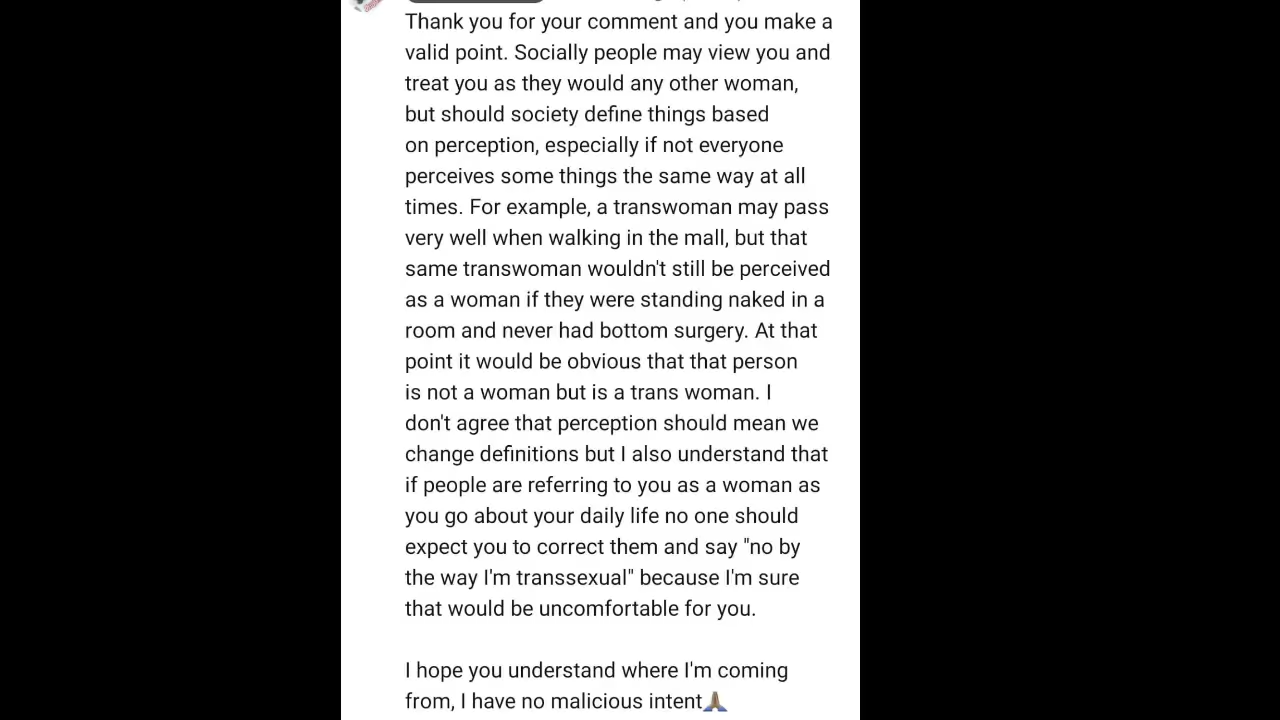 Thank you for your comment and you make a
valid point. Socially people may view you and
treat you as they would any other woman,
but should society define things based
on perception, especially if not everyone
perceives some things the same way at all
times. For example, a transwoman may pass
very well when walking in the mall, but that
same transwoman wouldn't still be perceived
as a woman if they were standing naked in a
room and never had bottom surgery. At that
point it would be obvious that that person
is not a woman but is a trans woman. I
don't agree that perception should mean we
change definitions but I also understand that
if people are referring to you as a woman as
you go about your daily life no one should
expect you to correct them and say "no by
the way I'm transsexual" because I'm sure
that would be uncomfortable for you.
I hope you understand where I'm coming
from, I have no malicious intent🙏🏾